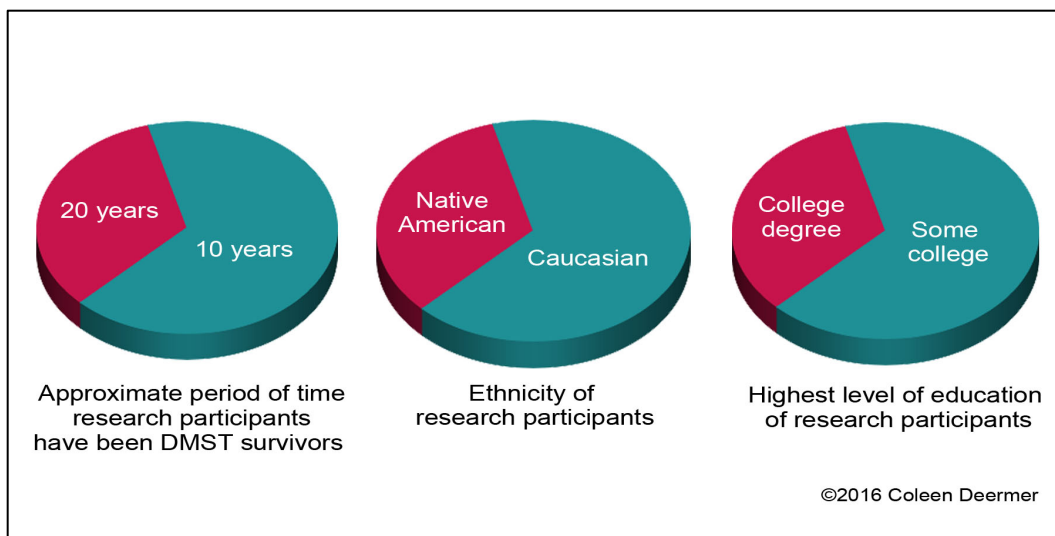 20 years
10 years
Approximate period of time
research participants
have been DMST survivors
Native
American
Caucasian
Ethnicity of
research participants
College
degree
Some
college
Highest level of education
of research participants
©2016 Coleen Deermer